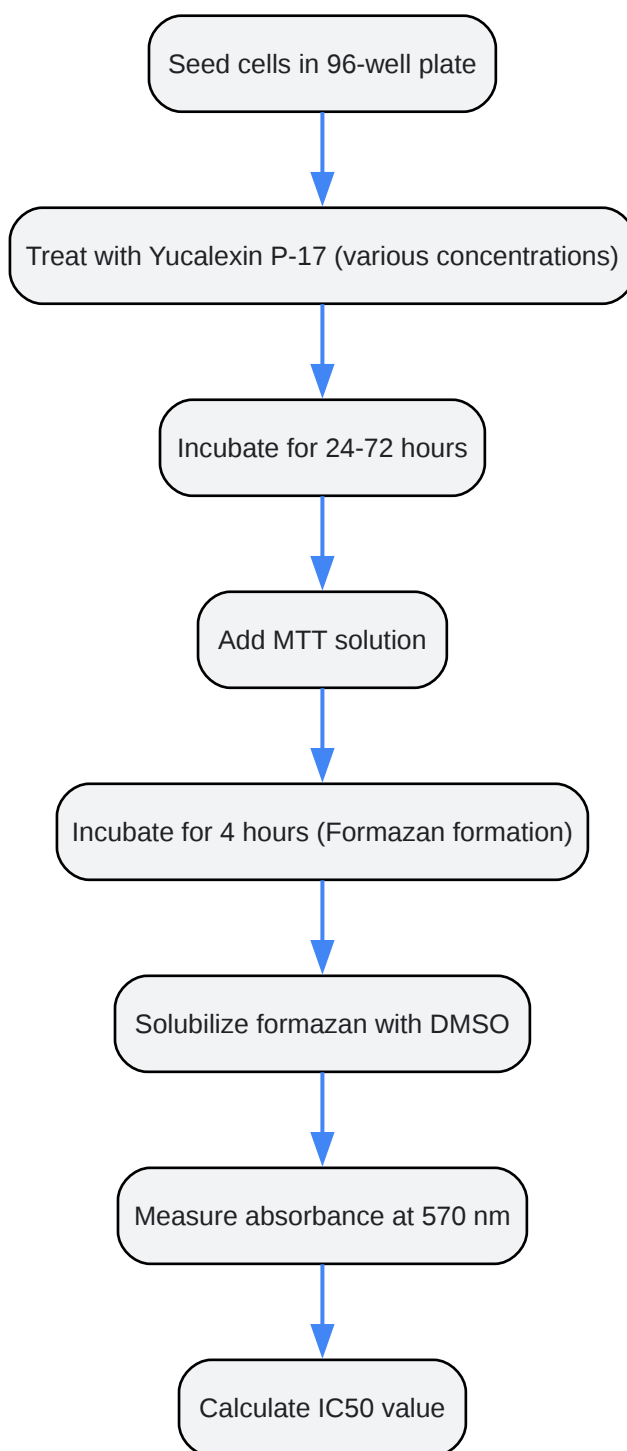 Seed cells in 96-well plate
Treat with Yucalexin P-17 (various concentrations)
Incubate for 24-72 hours
Add MTT solution
Incubate for 4 hours (Formazan formation)
Solubilize formazan with DMSO
Measure absorbance at 570 nm
Calculate IC50 value